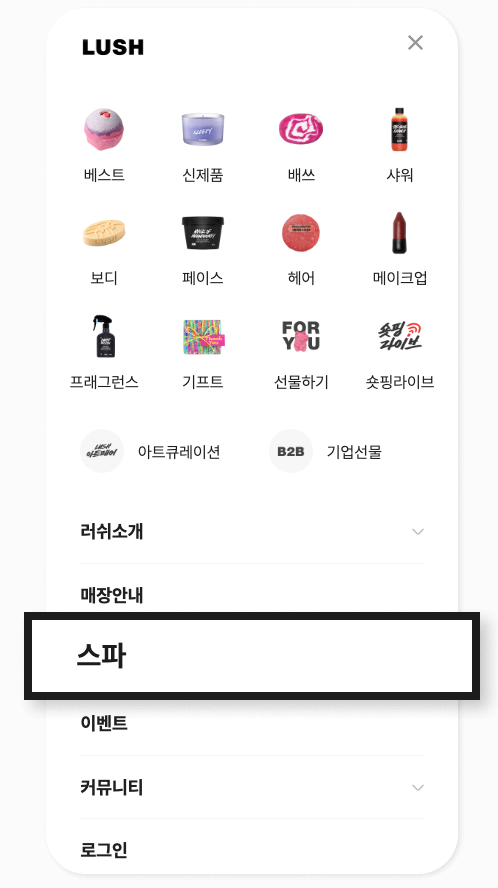 LUSH
베스트 신제품 배쓰 샤워
보디 페이스 헤어 메이크업
FOR
YOU
숏핑
라이브
프래그런스 기프트 선물하기 숏핑라이브
LUSH
아트큐레이션
B2B
기업선물
러쉬소개
매장안내
스파
이벤트
커뮤니티
로그인